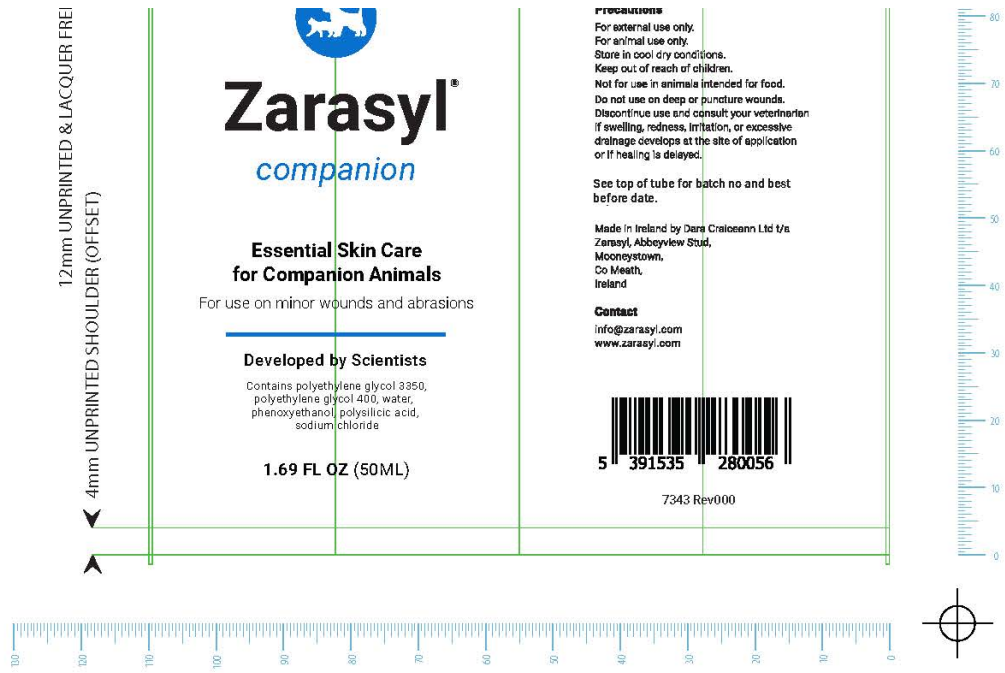 12mm UNPRINTED & LACQUER FREE
4mm UNPRINTED SHOULDER (OFFSET)
Zarasyl®
companion
Essential Skin Care
for Companion Animals
For use on minor wounds and abrasions
Developed by Scientists
Contains polyethylene glycol 3350,
polyethylene glycol 400, water,
phenoxyethanol, polysilicic acid,
sodium chloride
1.69 FL OZ (50ML)
Precautions
For external use only.
For animal use only.
Store in cool dry conditions.
Keep out of reach of children.
Not for use in animals intended for food.
Do not use on deep or puncture wounds.
Discontinue use and consult your veterinarian
if swelling, redness, irritation, or excessive
drainage develops at the site of application
or if healing is delayed.
See top of tube for batch no and best
before date.
Made in Ireland by Dara Craiceann Ltd t/a
Zarasyl, Abbeyview Stud,
Mooneystown,
Co Meath,
Ireland
Contact
info@zarasyl.com
www.zarasyl.com
5 391535 280056
7343 Rev000
80
70
60
50
40
30
20
10
0
130 120 110 100 90 80 70 60 50 40 30 20 10 0